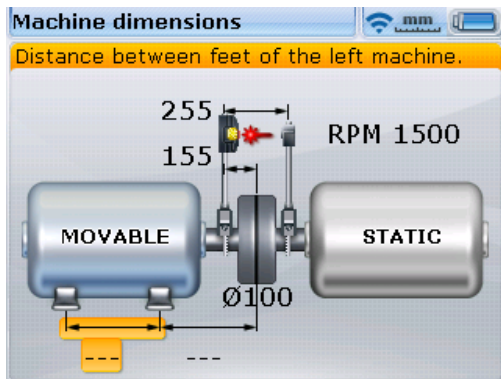 Machine dimensions
mm
Distance between feet of the left machine.
255
RPM 1500
155
MOVABLE
STATIC
Ø100
---
---